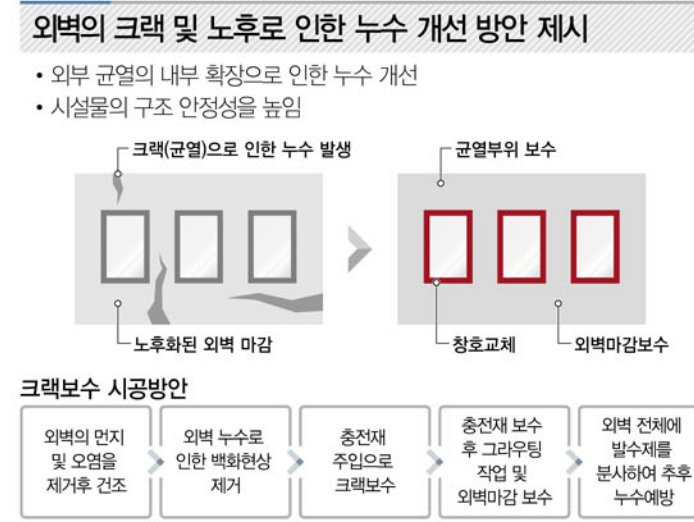 외벽의 크랙 및 노후로 인한 누수 개선 방안 제시
• 외부 균열의 내부 확장으로 인한 누수 개선
• 시설물의 구조 안정성을 높임
크랙(균열)으로 인한 누수 발생
노후화된 외벽 마감
균열부위 보수
창호교체
외벽마감보수
크랙보수 시공방안
외벽의 먼지
및 오염을
제거후 건조
외벽 누수로
인한 백화현상
제거
충전재
주입으로
크랙보수
충전재 보수
후 그라우팅
작업 및
외벽마감 보수
외벽 전체에
발수제를
분사하여 추후
누수예방